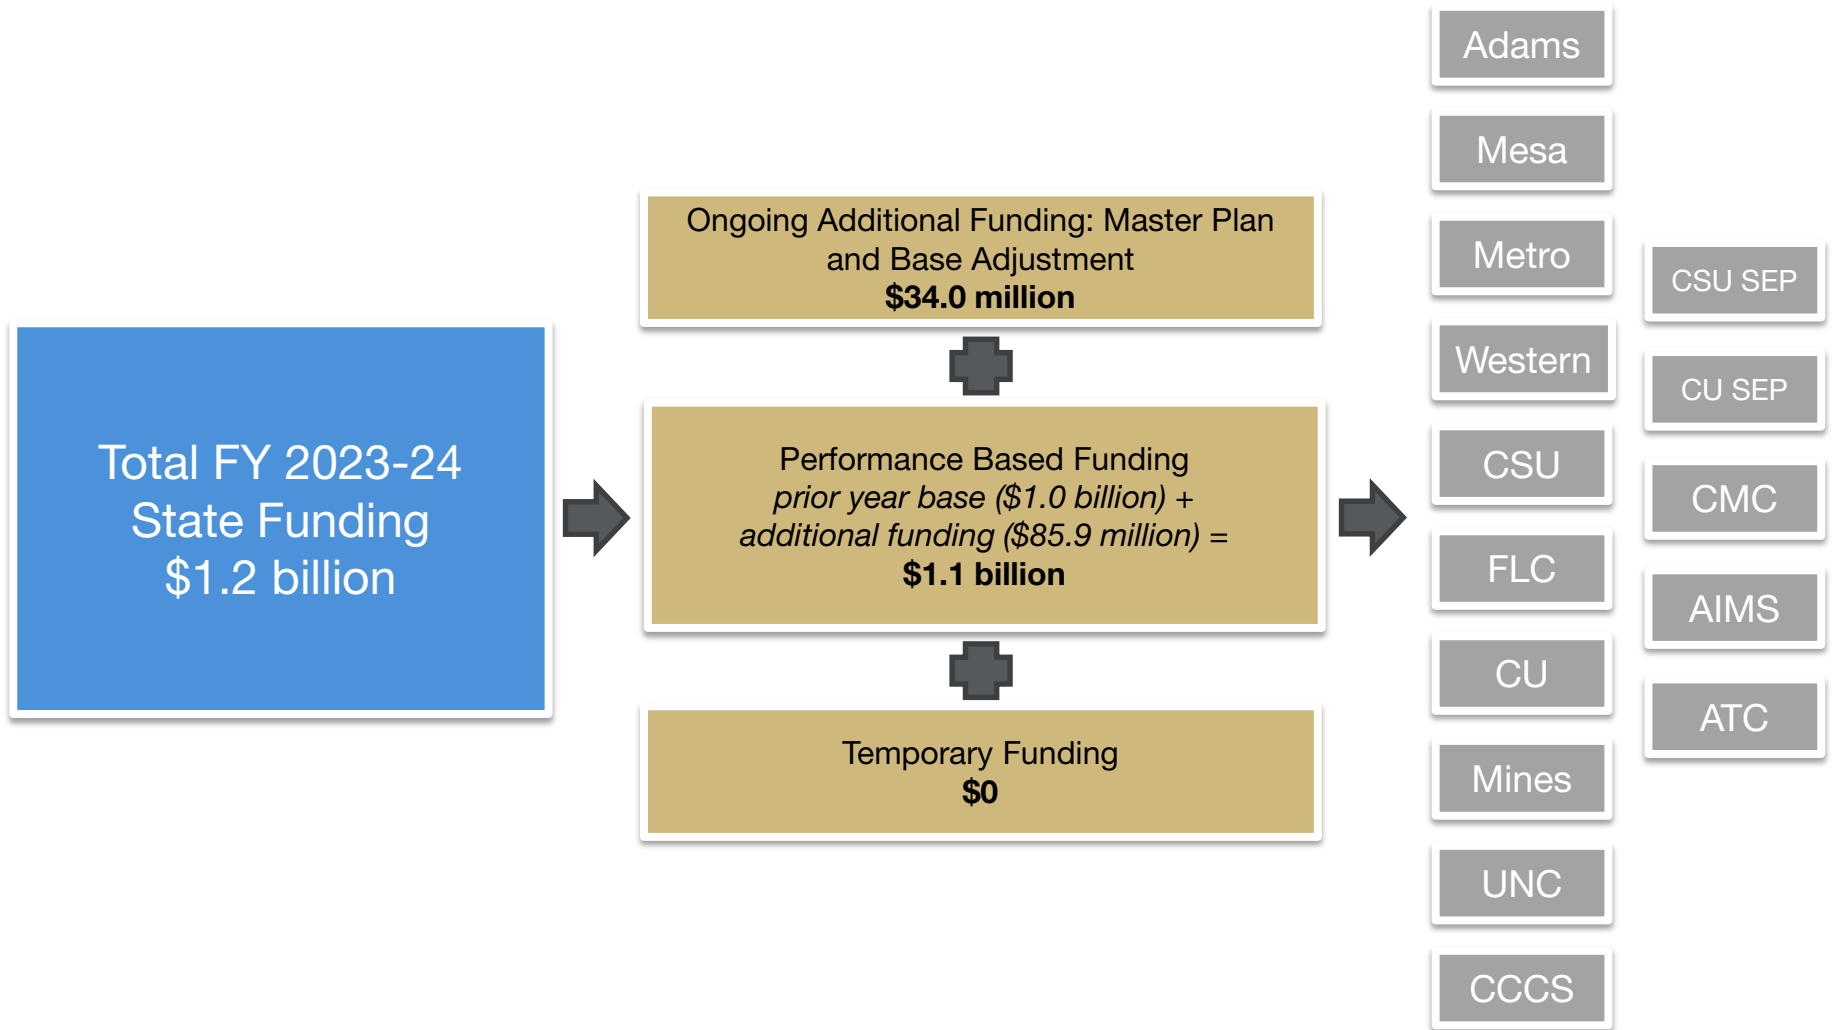 Total FY 2023-24
State Funding
$1.2 billion
Ongoing Additional Funding: Master Plan
and Base Adjustment
$34.0 million
Performance Based Funding
prior year base ($1.0 billion) +
additional funding ($85.9 million) =
$1.1 billion
Temporary Funding
$0
Adams
Mesa
Metro
Western
CSU
FLC
CU
Mines
UNC
CCCS
CSU SEP
CU SEP
CMC
AIMS
ATC